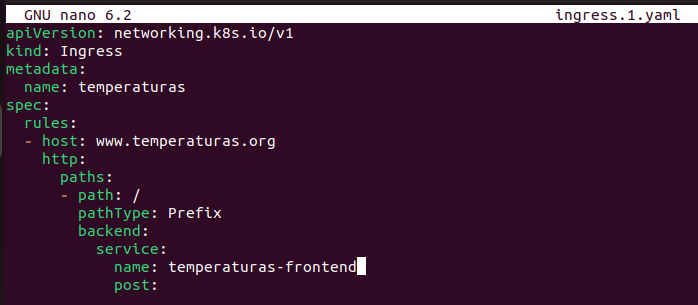 GNU nano 6.2 ingress.1.yaml
apiVersion: networking.k8s.io/v1
kind: Ingress
metadata:
  name: temperaturas
spec:
  rules:
  - host: www.temperaturas.org
    http:
      paths:
      - path: /
        pathType: Prefix
        backend:
          service:
            name: temperaturas-frontend
            post: